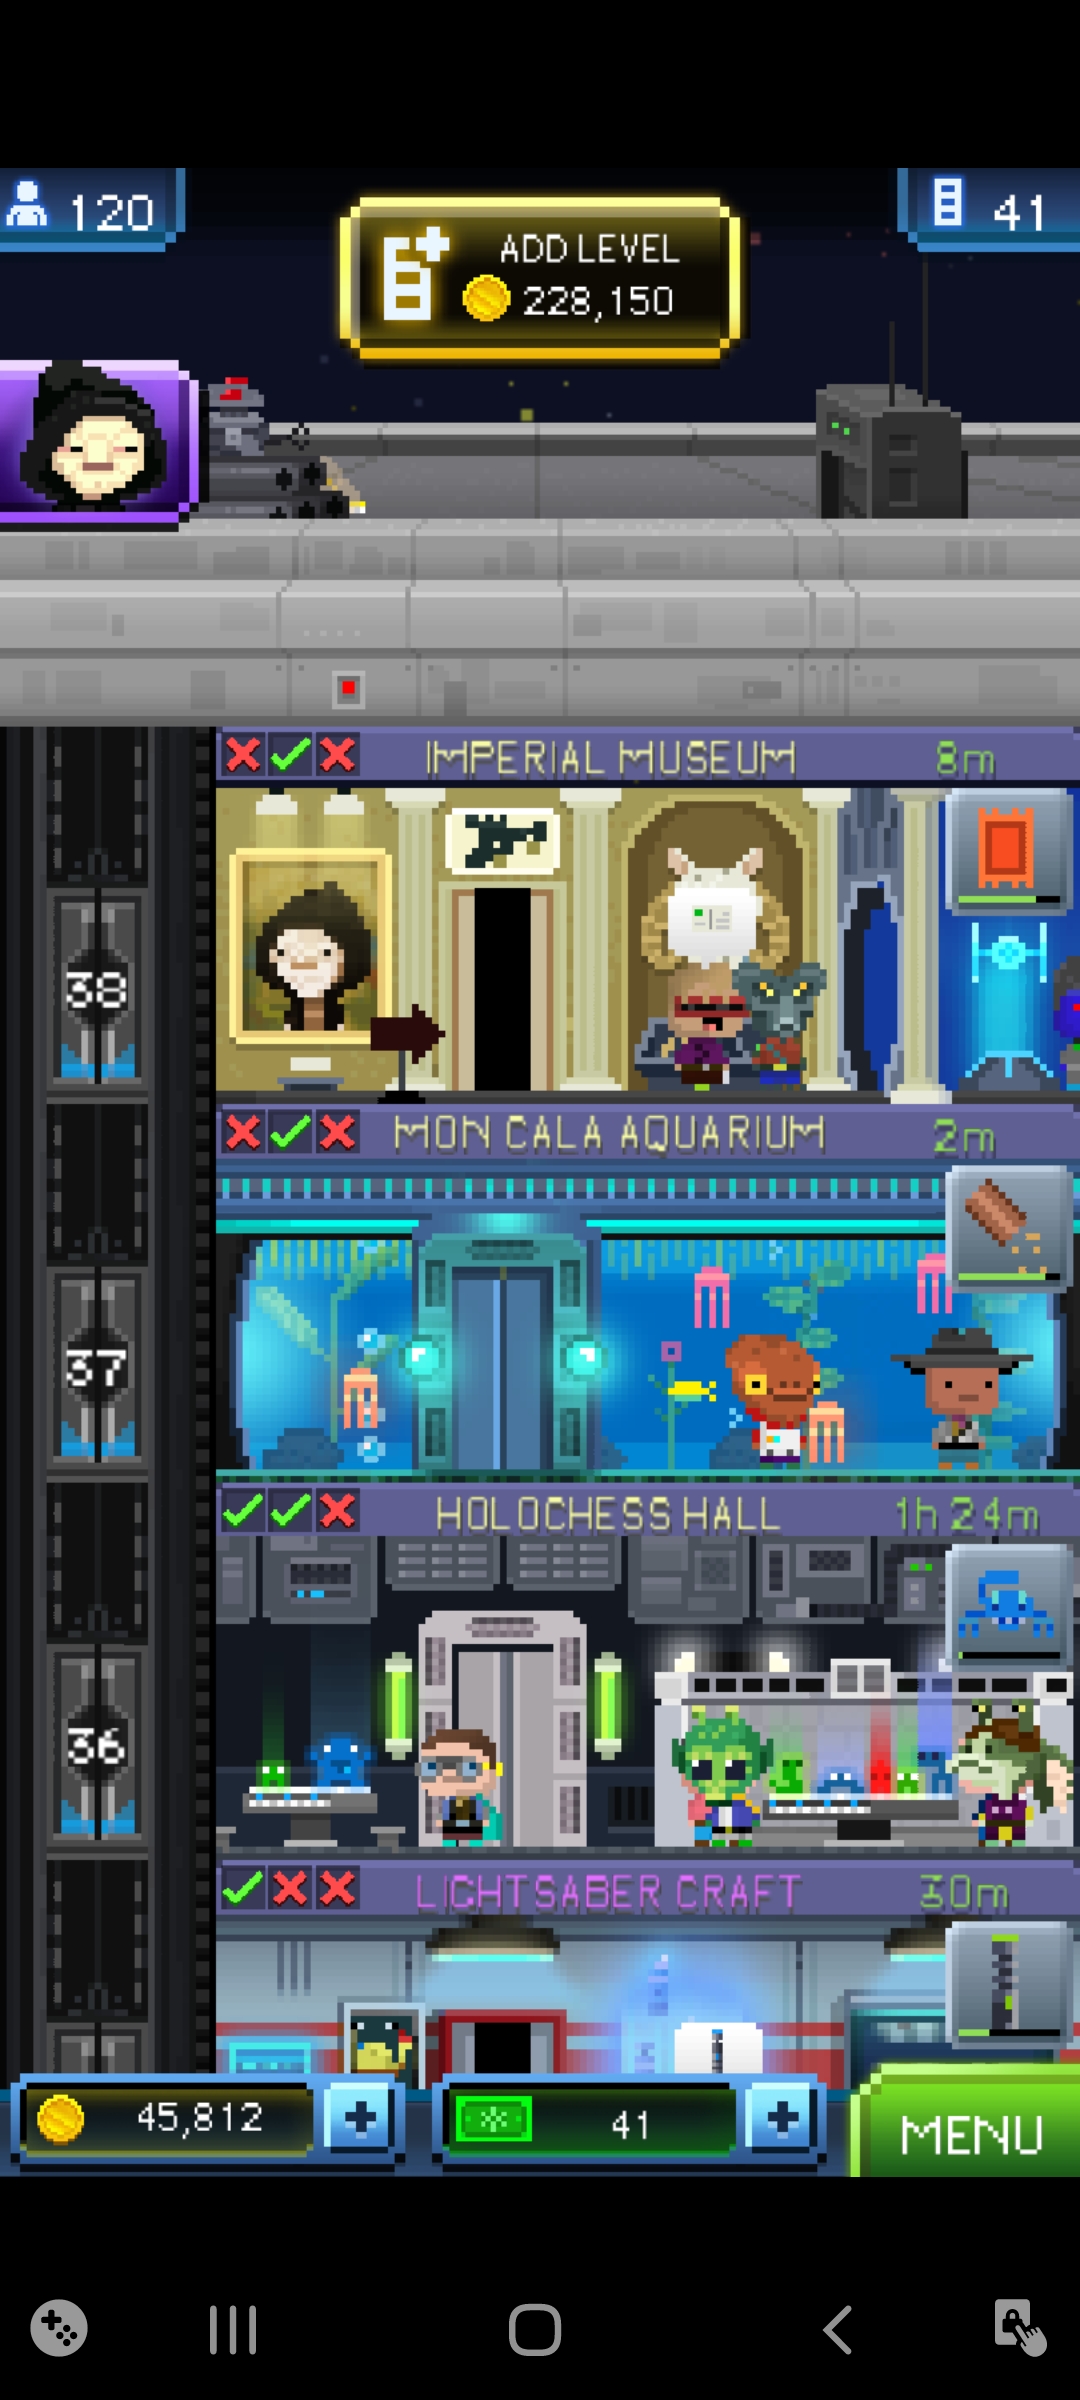 120
ADD LEVEL
228,150
41
IMPERIAL MUSEUM 8m
38
MON CALA AQUARIUM 2m
37
HOLOCHESS HALL 1h 24m
36
LIGHTSABER CRAFT 30m
45,812
41
MENU